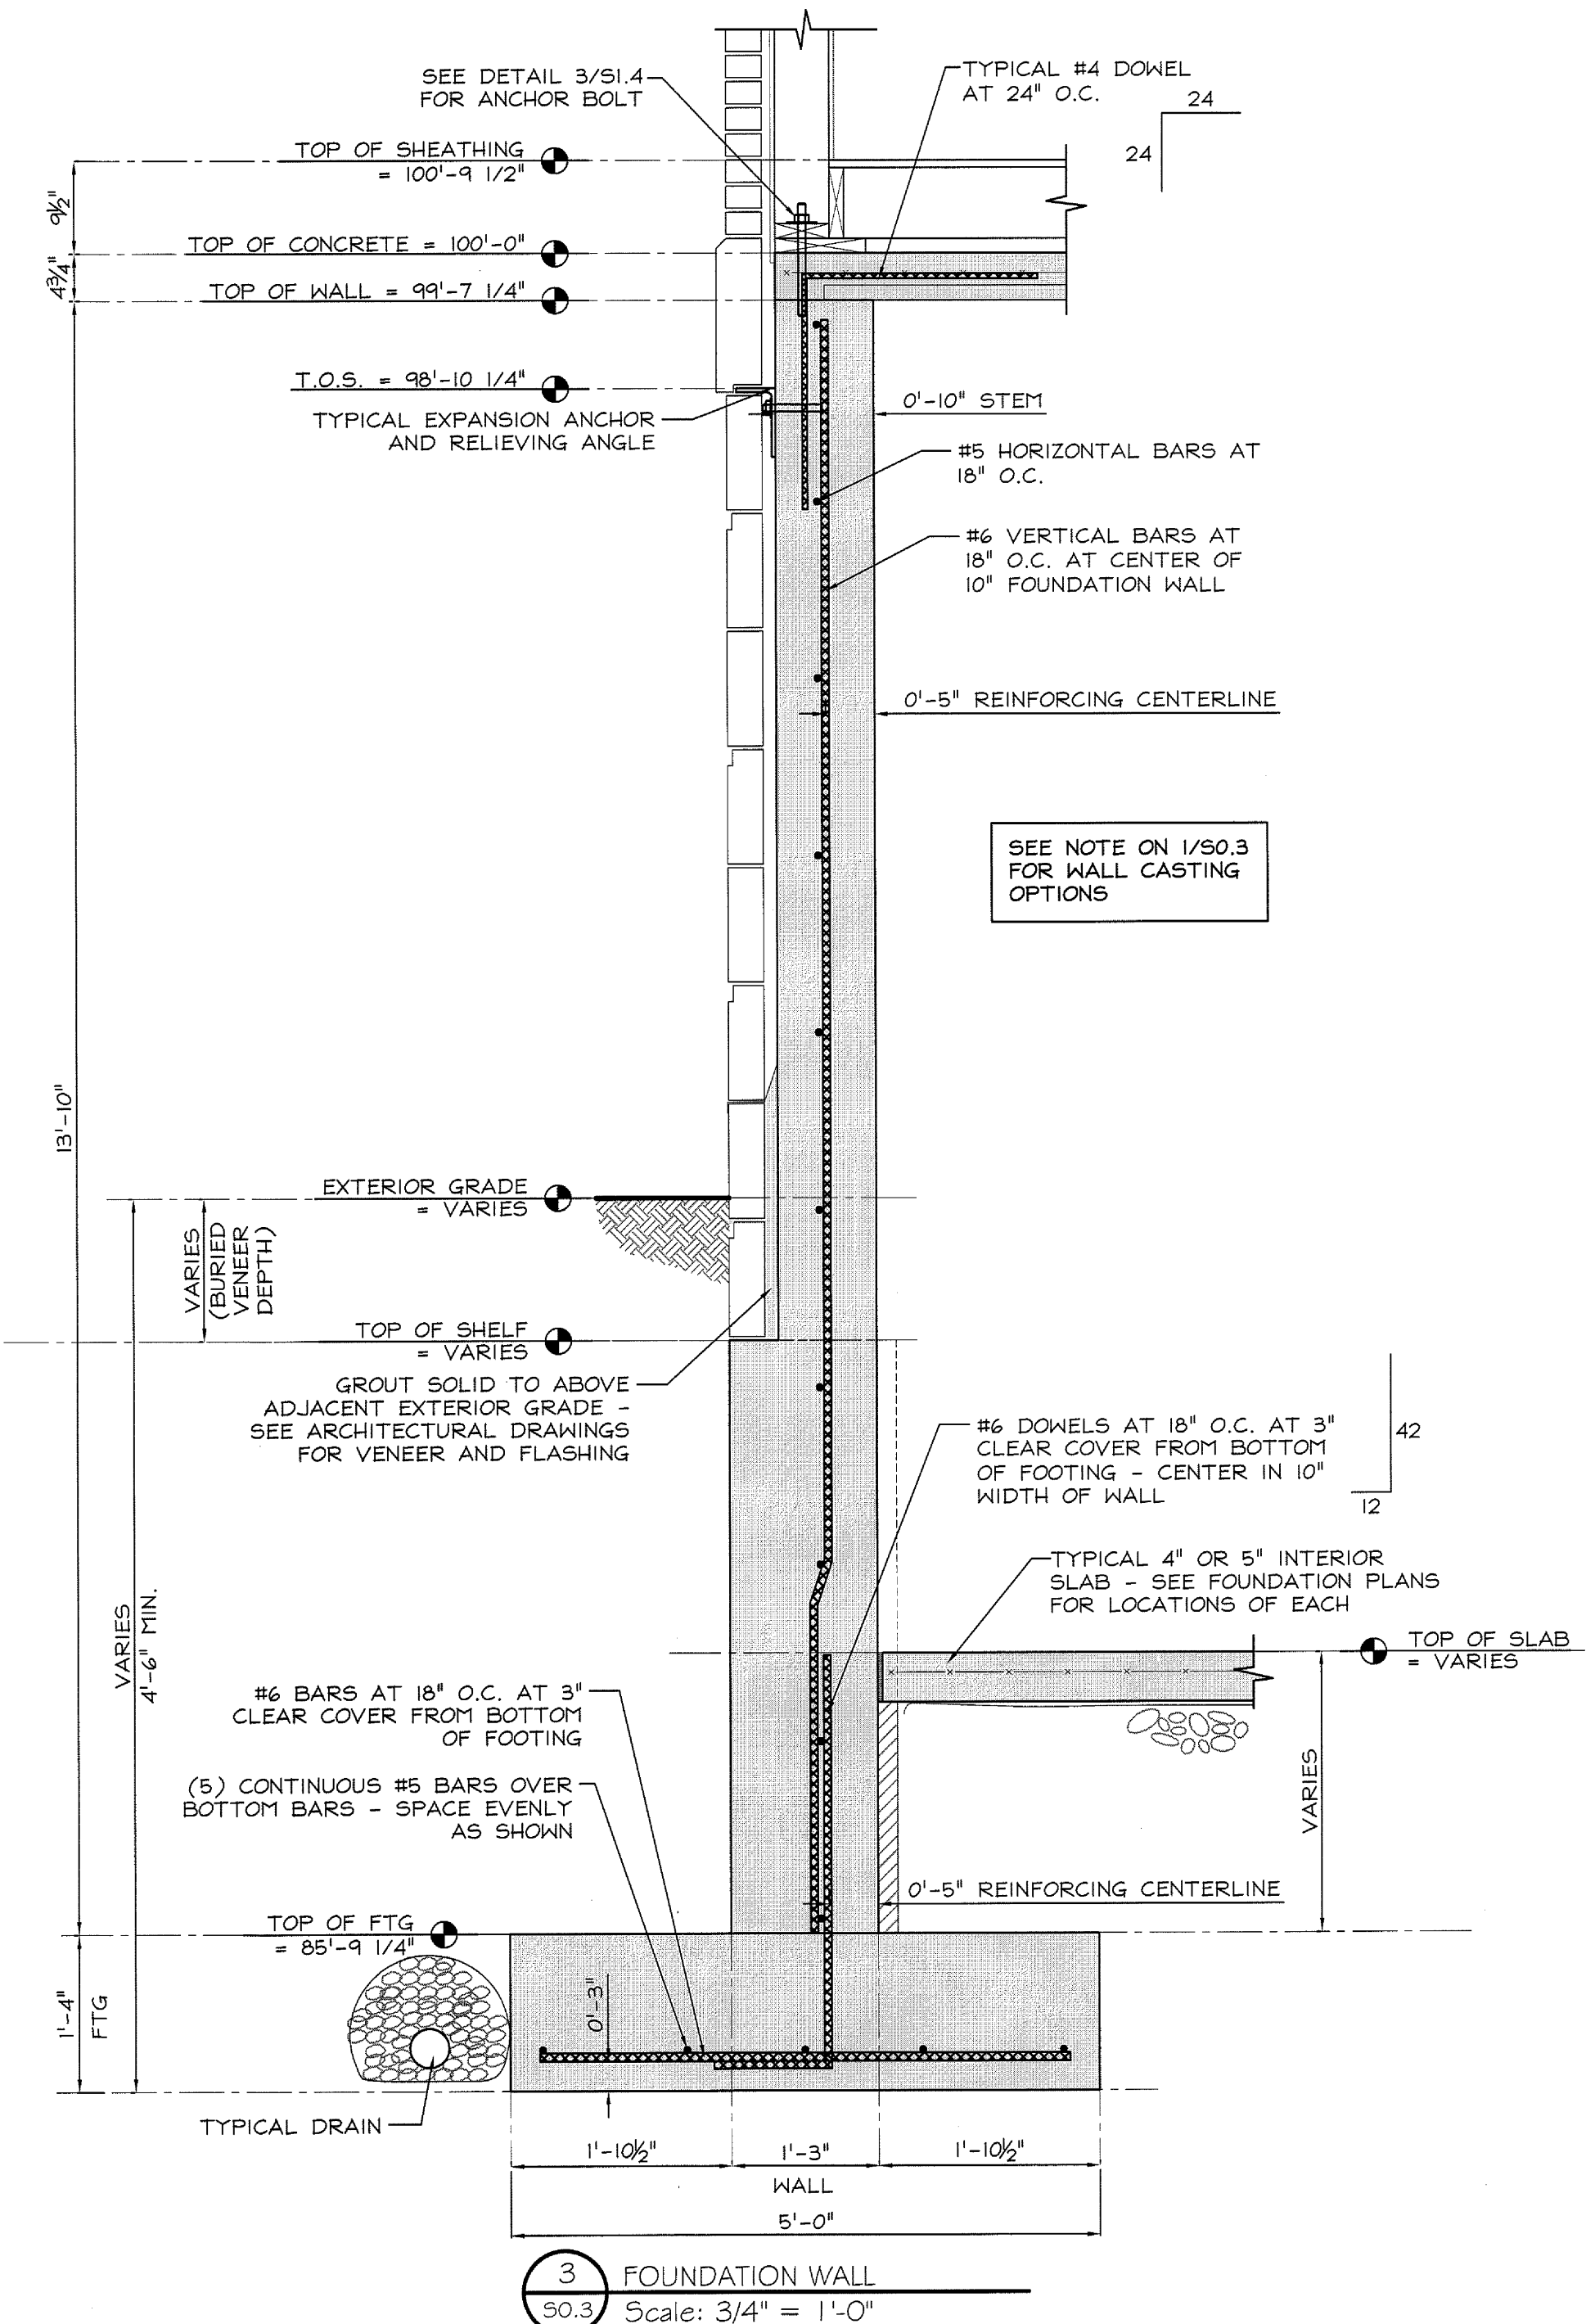 SEE DETAIL 3/S1.4
FOR ANCHOR BOLT
TYPICAL #4 DOWEL
AT 24" O.C.
24
24
TOP OF SHEATHING
= 100'-9 1/2"
9½"
TOP OF CONCRETE = 100'-0"
4¾"
TOP OF WALL = 99'-7 1/4"
T.O.S. = 98'-10 1/4"
TYPICAL EXPANSION ANCHOR
AND RELIEVING ANGLE
0'-10" STEM
#5 HORIZONTAL BARS AT
18" O.C.
#6 VERTICAL BARS AT
18" O.C. AT CENTER OF
10" FOUNDATION WALL
0'-5" REINFORCING CENTERLINE
SEE NOTE ON 1/S0.3
FOR WALL CASTING
OPTIONS
13'-10"
EXTERIOR GRADE
= VARIES
VARIES
(BURIED
VENEER
DEPTH)
TOP OF SHELF
= VARIES
GROUT SOLID TO ABOVE
ADJACENT EXTERIOR GRADE -
SEE ARCHITECTURAL DRAWINGS
FOR VENEER AND FLASHING
#6 DOWELS AT 18" O.C. AT 3"
CLEAR COVER FROM BOTTOM
OF FOOTING - CENTER IN 10"
WIDTH OF WALL
42
12
TYPICAL 4" OR 5" INTERIOR
SLAB - SEE FOUNDATION PLANS
FOR LOCATIONS OF EACH
VARIES
4'-6" MIN.
TOP OF SLAB
= VARIES
#6 BARS AT 18" O.C. AT 3"
CLEAR COVER FROM BOTTOM
OF FOOTING
(5) CONTINUOUS #5 BARS OVER
BOTTOM BARS - SPACE EVENLY
AS SHOWN
VARIES
0'-5" REINFORCING CENTERLINE
TOP OF FTG
= 85'-9 1/4"
1'-4"
FTG
0'-3"
TYPICAL DRAIN
1'-10½"
1'-3"
1'-10½"
WALL
5'-0"
3
S0.3
FOUNDATION WALL
Scale: 3/4" = 1'-0"